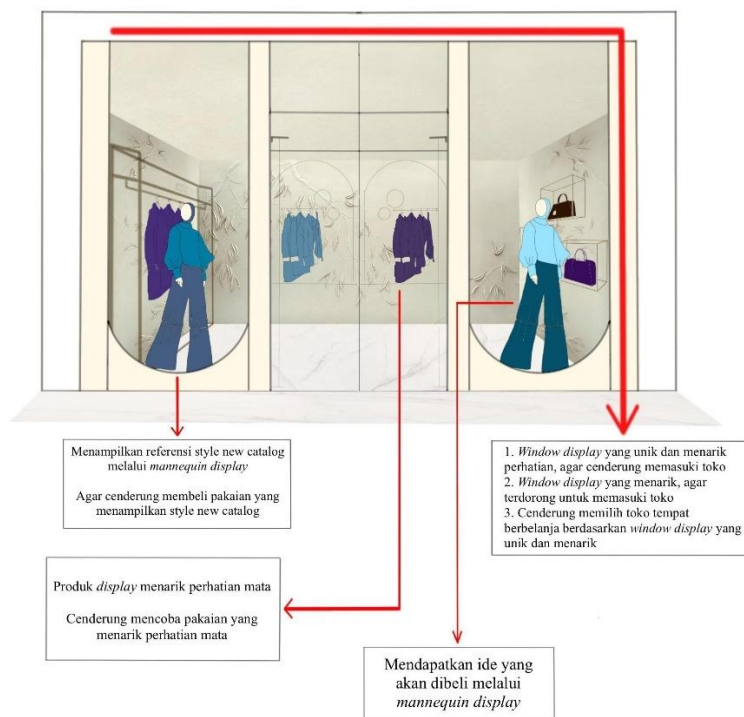 Menampilkan referensi style new catalog
melalui mannequin display
Agar cenderung membeli pakaian yang
menampilkan style new catalog
1. Window display yang unik dan menarik
perhatian, agar cenderung memasuki toko
2. Window display yang menarik, agar
terdorong untuk memasuki toko
3. Cenderung memilih toko tempat
berbelanja berdasarkan window display yang
unik dan menarik
Produk display menarik perhatian mata
Cenderung mencoba pakaian yang
menarik perhatian mata
Mendapatkan ide yang
akan dibeli melalui
mannequin display